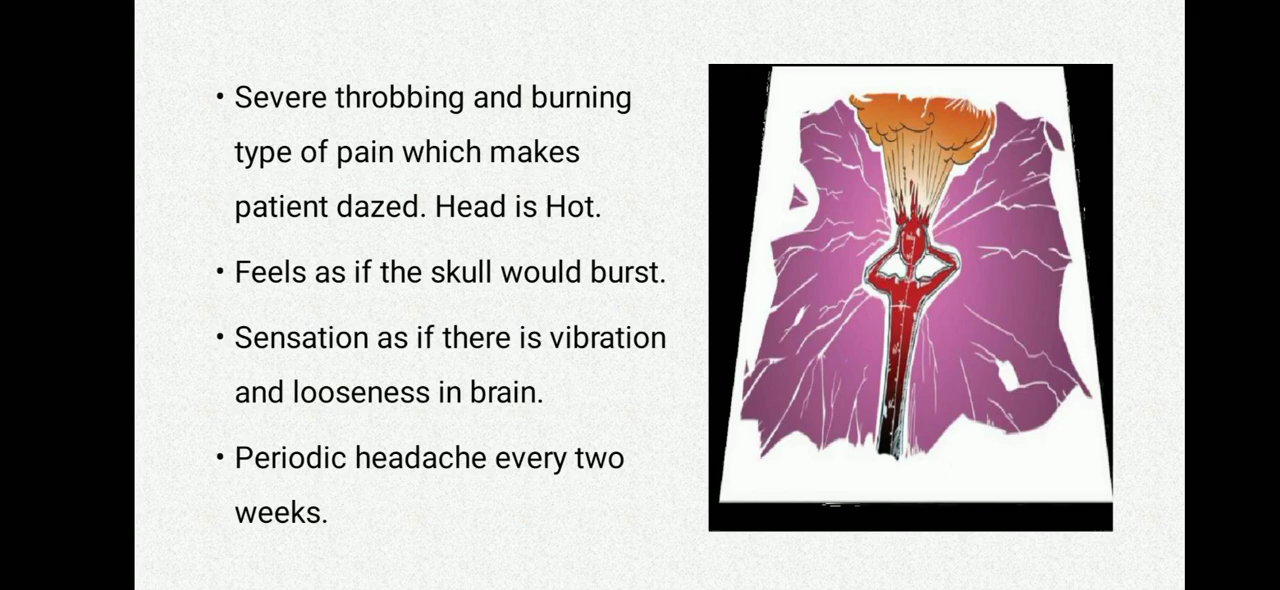 • Severe throbbing and burning
type of pain which makes
patient dazed. Head is Hot.
• Feels as if the skull would burst.
• Sensation as if there is vibration
and looseness in brain.
• Periodic headache every two
weeks.